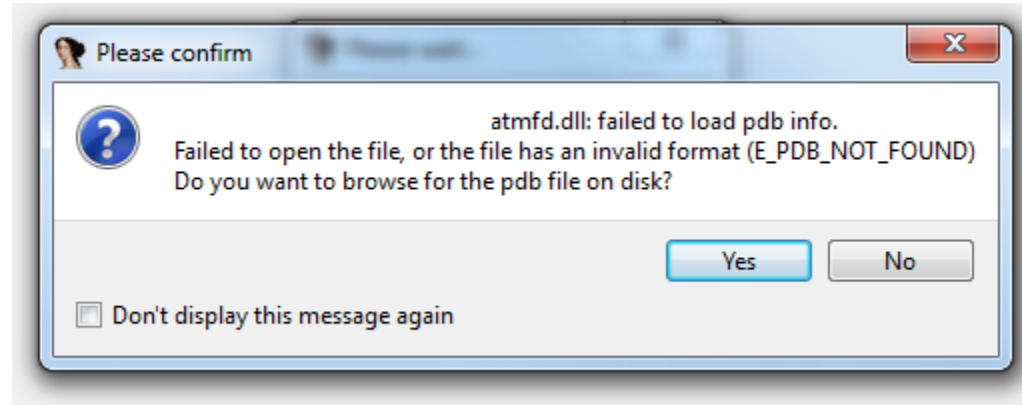 Please confirm
Please wait...
atmfd.dll: failed to load pdb info.
Failed to open the file, or the file has an invalid format (E_PDB_NOT_FOUND)
Do you want to browse for the pdb file on disk?
Yes
No
Don't display this message again